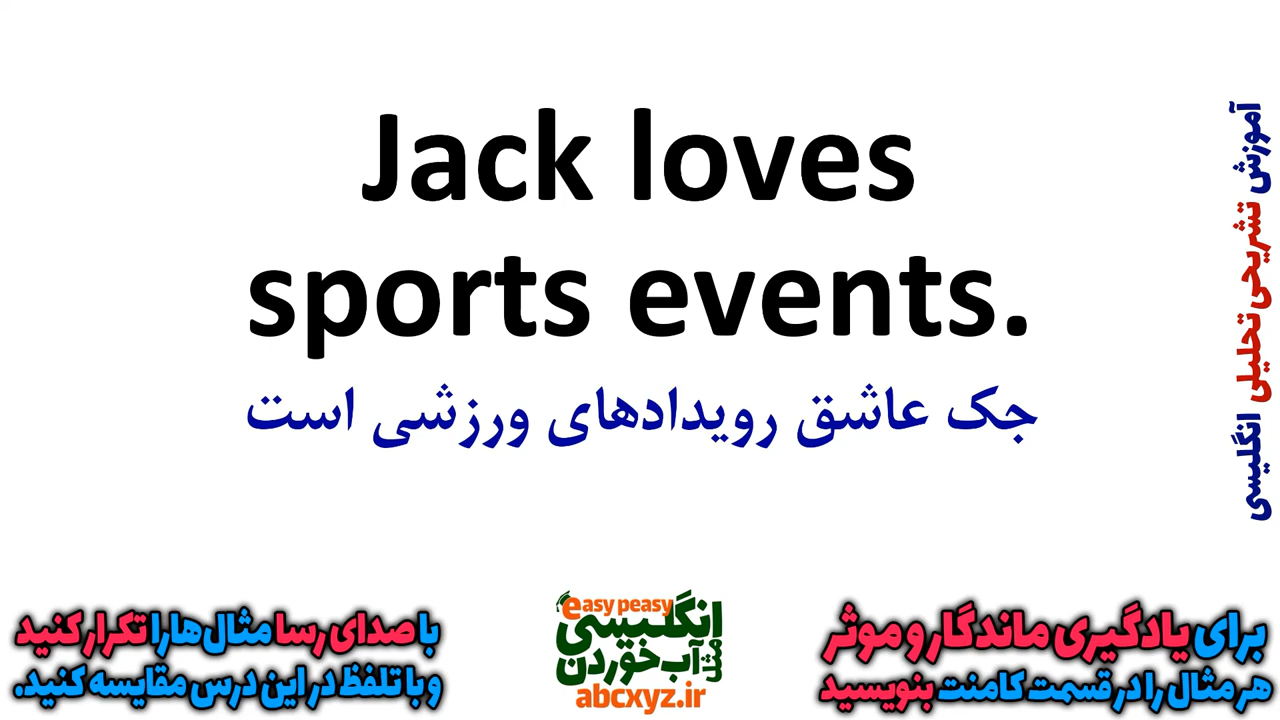 Jack loves
sports events.
جک عاشق رویدادهای ورزشی است
آموزش تشریحی تحلیلی انگلیسی
برای یادگیری ماندگار و موثر
هر مثال را در قسمت کامنت بنویسید
easy peasy
انگلیسی
مثل آب خوردن
abcxyz.ir
با صدای رسا مثال‌ها را تکرار کنید
و با تلفظ در این درس مقایسه کنید.